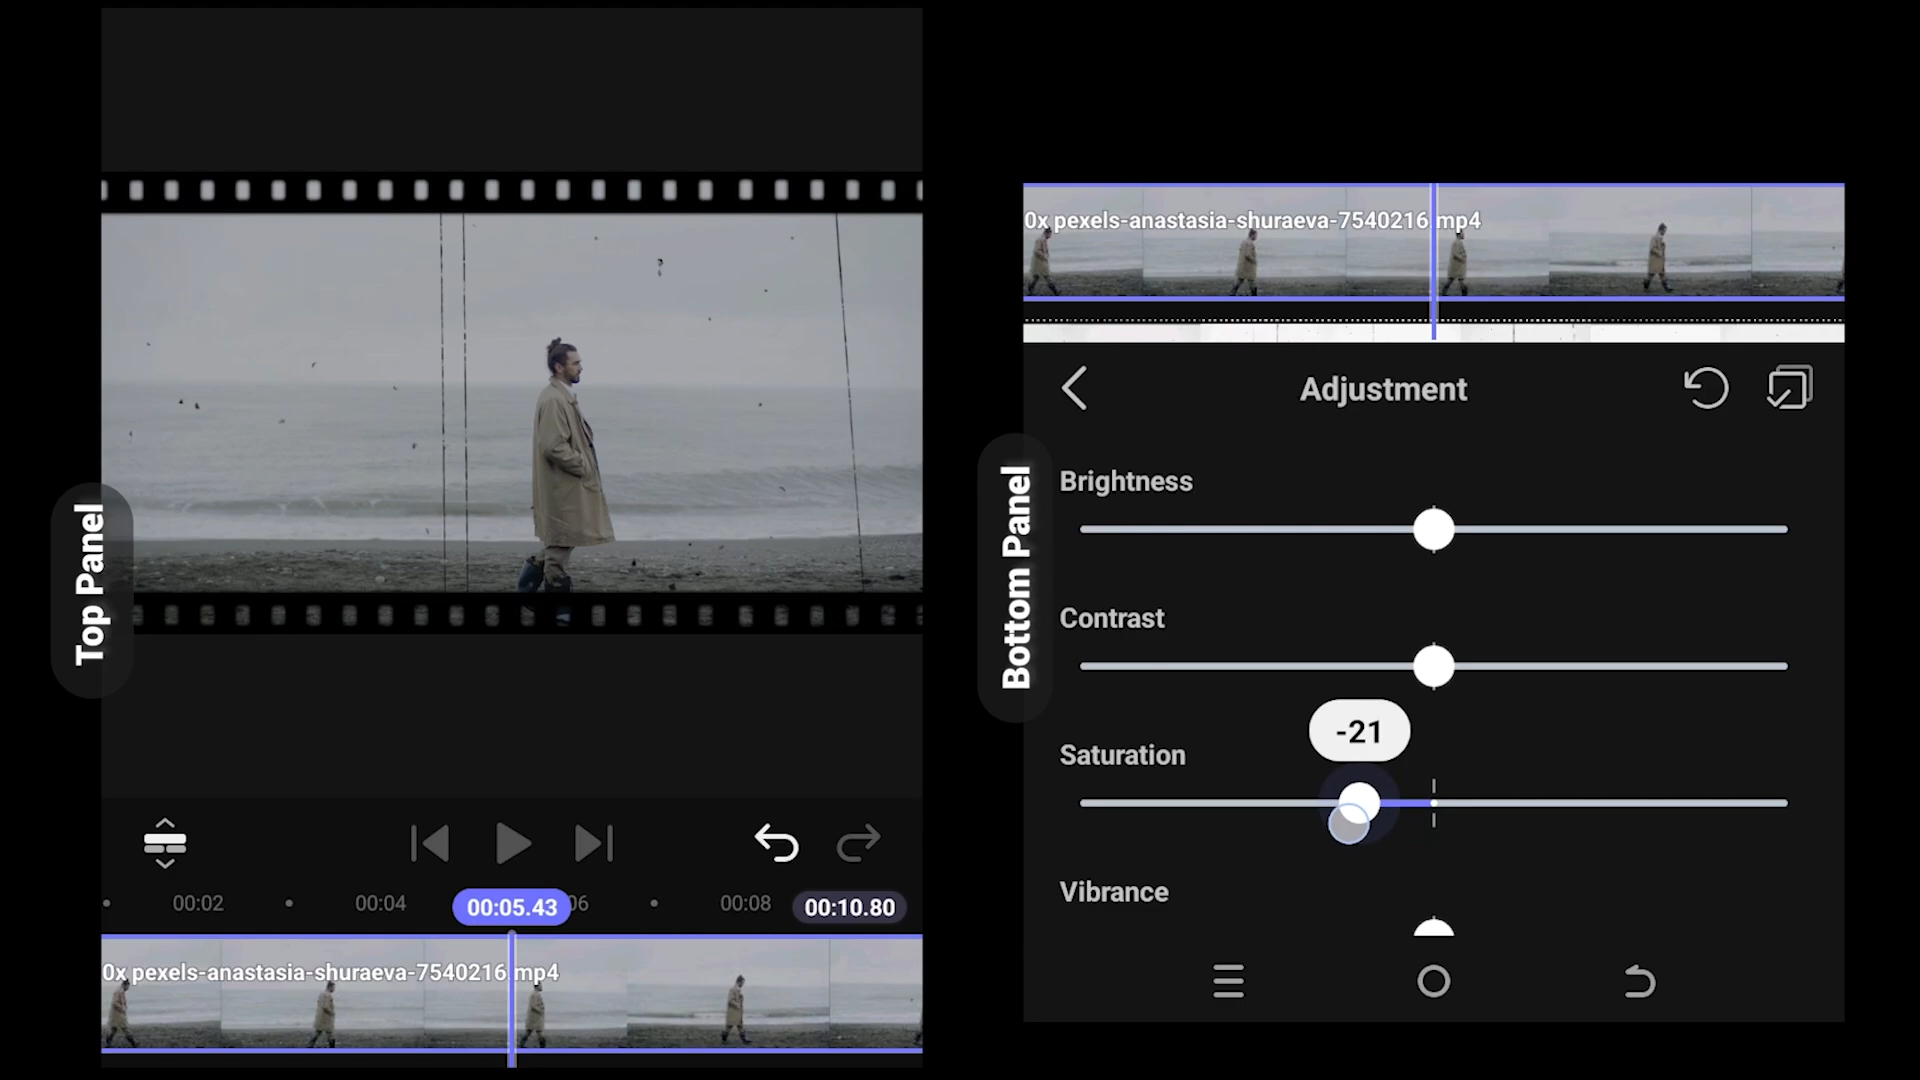 Top Panel
00:02
00:04
00:05.43
06
00:08
00:10.80
0x pexels-anastasia-shuraeva-7540216.mp4
Bottom Panel
0x pexels-anastasia-shuraeva-7540216.mp4
Adjustment
Brightness
Contrast
-21
Saturation
Vibrance